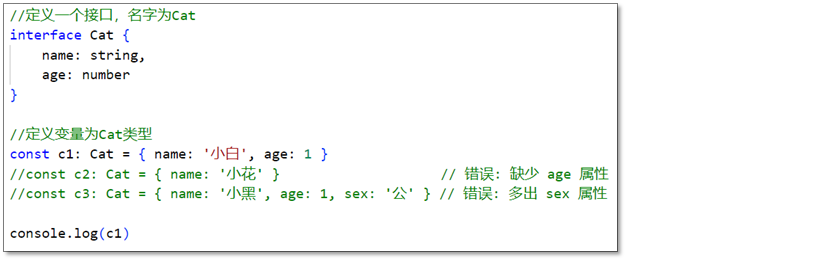 //定义一个接口，名字为Cat
interface Cat {
    name: string,
    age: number
}

//定义变量为Cat类型
const c1: Cat = { name: '小白', age: 1 }
//const c2: Cat = { name: '小花' }                    // 错误: 缺少 age 属性
//const c3: Cat = { name: '小黑', age: 1, sex: '公' } // 错误: 多出 sex 属性

console.log(c1)